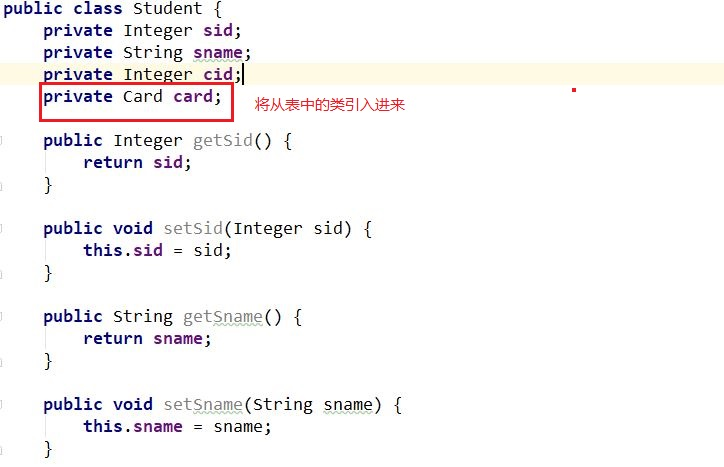 public class Student {
private Integer sid;
private String sname;
private Integer cid;
private Card card; 将从表中的类引入进来
public Integer getSid() {
return sid;
}
public void setSid(Integer sid) {
this.sid = sid;
}
public String getSname() {
return sname;
}
public void setSname(String sname) {
this.sname = sname;
}